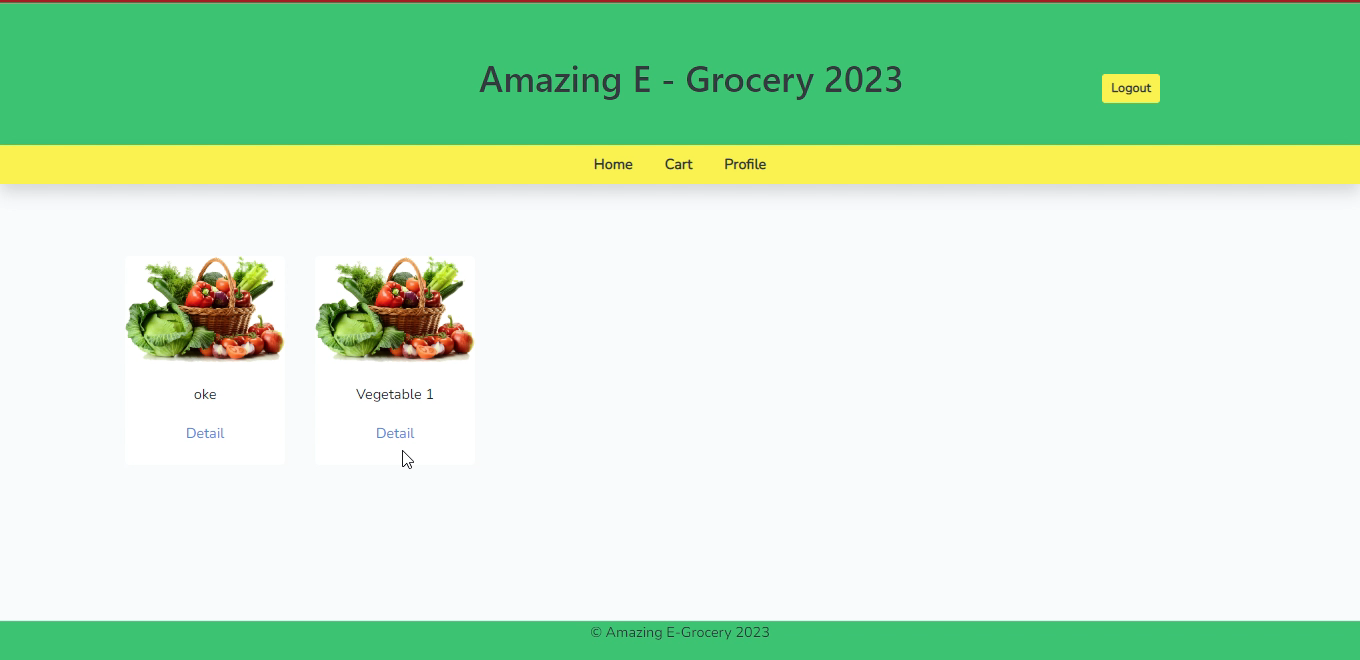 Amazing E - Grocery 2023
Logout
Home Cart Profile
oke
Vegetable 1
Detail
Detail
© Amazing E-Grocery 2023